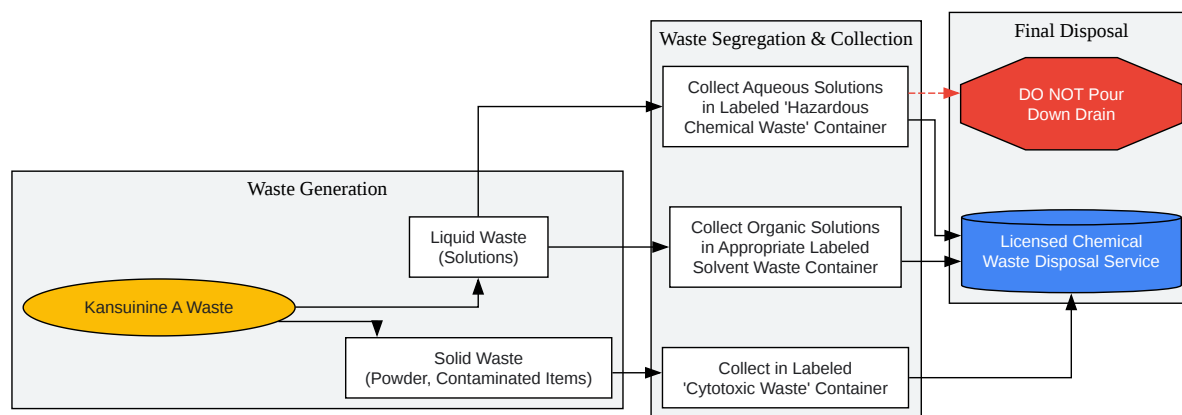 Waste Generation
Kansuinine A Waste
Liquid Waste
(Solutions)
Solid Waste
(Powder, Contaminated Items)
Waste Segregation & Collection
Collect Aqueous Solutions
in Labeled 'Hazardous
Chemical Waste' Container
Collect Organic Solutions
in Appropriate Labeled
Solvent Waste Container
Collect in Labeled
'Cytotoxic Waste' Container
Final Disposal
DO NOT Pour
Down Drain
Licensed Chemical
Waste Disposal Service